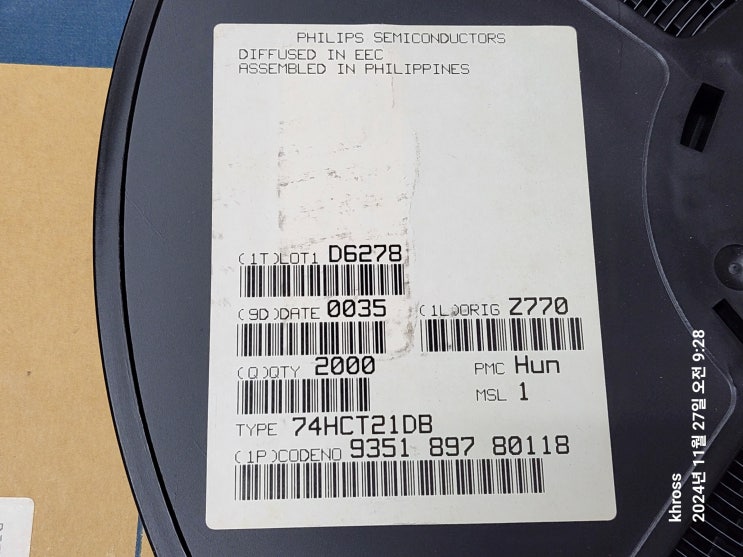 PHILIPS SEMICONDUCTORS
DIFFUSED IN EEC
ASSEMBLED IN PHILIPPINES
(1T)LOT1 D6278
(9D)DATE 0035 (1L)ORIG Z770
(Q)QTY 2000 PMC Hun
MSL 1
TYPE 74HCT21DB
(1P)CODENO 9351 897 80118
khross
2024년 11월 27일 오전 9:28